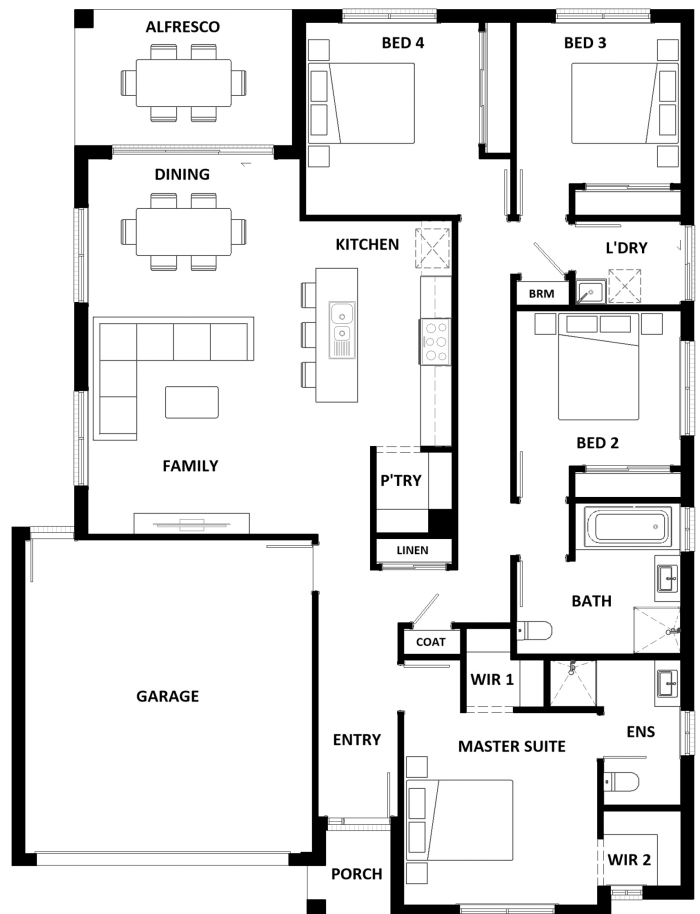 ALFRESCO
BED 4
BED 3
DINING
KITCHEN
L'DRY
BRM
BED 2
FAMILY
P'TRY
LINEN
BATH
COAT
WIR 1
GARAGE
ENTRY
MASTER SUITE
ENS
WIR 2
PORCH